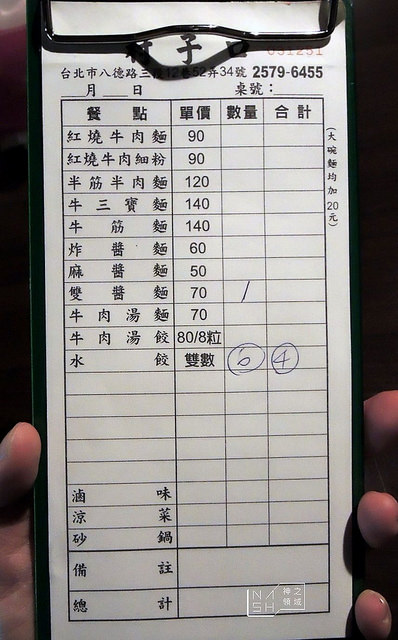 村子口
031251
台北市八德路三段12巷52弄34號 2579-6455
月 日 桌號：
餐點 單價 數量 合計
紅燒牛肉麵 90
紅燒牛肉細粉 90
半筋半肉麵 120
牛三寶麵 140
牛筋麵 140
炸醬麵 60
麻醬麵 50
雙醬麵 70 /
牛肉湯麵 70
牛肉湯餃 80/8粒
水餃 雙數 6 4
滷味
涼菜
砂鍋
備註
總計
(大碗麵均加20元)
NASH 神之領域